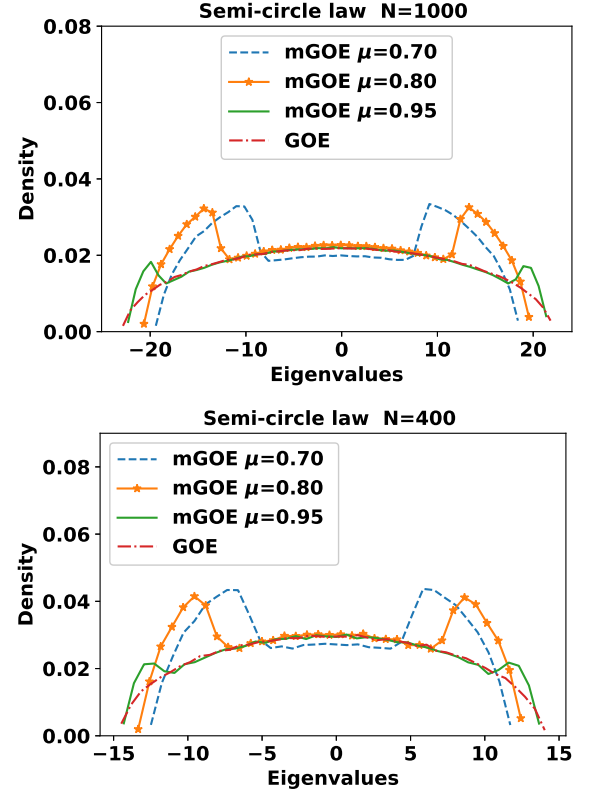 Semi-circle law N=1000
0.08
0.06
0.04
0.02
0.00
Density
mGOE μ=0.70
mGOE μ=0.80
mGOE μ=0.95
GOE
−20 −10 0 10 20
Eigenvalues
Semi-circle law N=400
0.08
0.06
0.04
0.02
0.00
Density
mGOE μ=0.70
mGOE μ=0.80
mGOE μ=0.95
GOE
−15 −10 −5 0 5 10 15
Eigenvalues